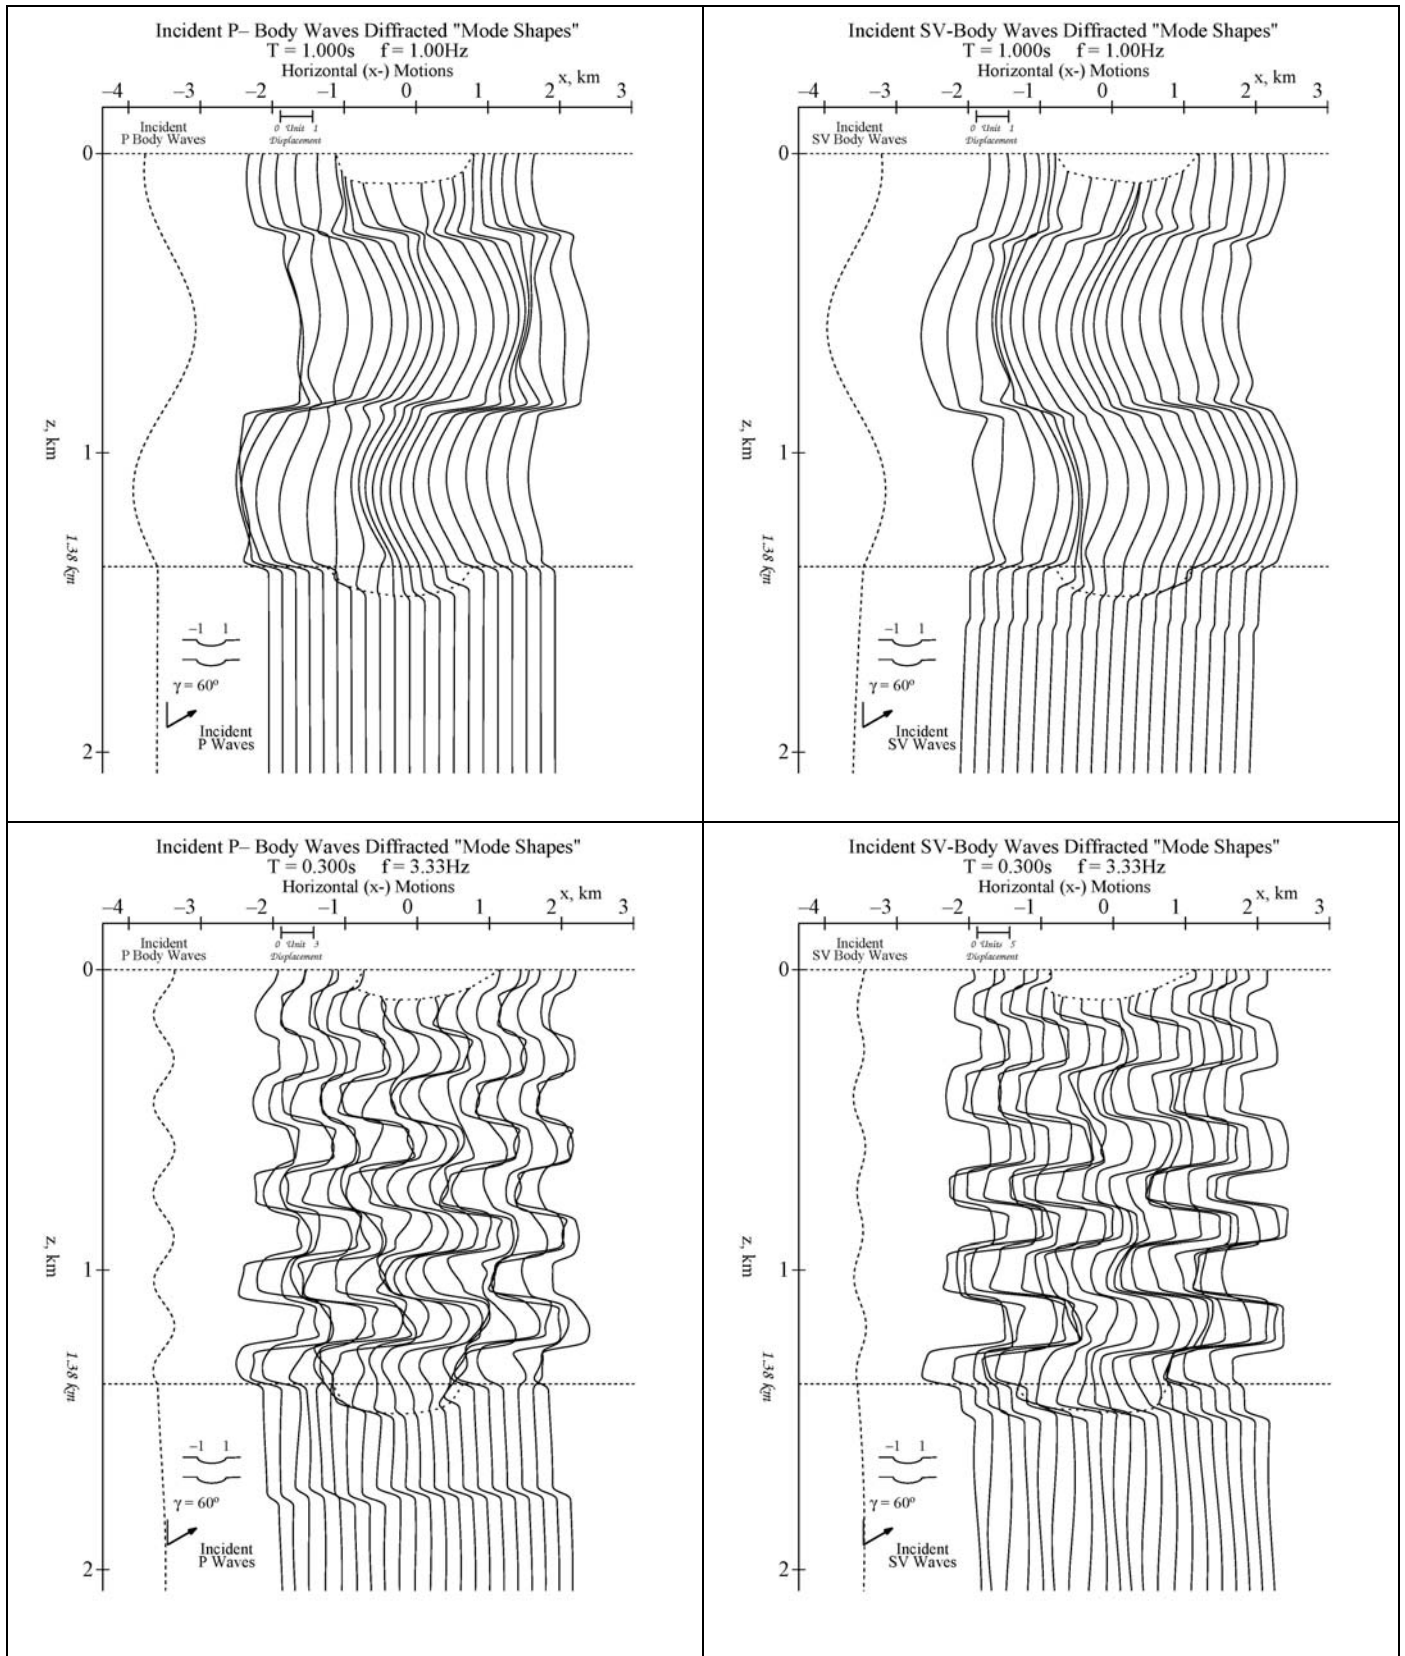 Incident P– Body Waves Diffracted "Mode Shapes"
T = 1.000s f = 1.00Hz
Horizontal (x-) Motions
x, km
–4 –3 –2 –1 0 1 2 3
Incident
P Body Waves
0 Unit 1
Displacement
0
z, km
1
1.38 km
–1 1
γ = 60º
Incident
P Waves
2
Incident SV-Body Waves Diffracted "Mode Shapes"
T = 1.000s f = 1.00Hz
Horizontal (x-) Motions
x, km
–4 –3 –2 –1 0 1 2 3
Incident
SV Body Waves
0 Unit 1
Displacement
0
z, km
1
1.38 km
–1 1
γ = 60º
Incident
SV Waves
2
Incident P– Body Waves Diffracted "Mode Shapes"
T = 0.300s f = 3.33Hz
Horizontal (x-) Motions
x, km
–4 –3 –2 –1 0 1 2 3
Incident
P Body Waves
0 Unit 3
Displacement
0
z, km
1
1.38 km
–1 1
γ = 60º
Incident
P Waves
2
Incident SV-Body Waves Diffracted "Mode Shapes"
T = 0.300s f = 3.33Hz
Horizontal (x-) Motions
x, km
–4 –3 –2 –1 0 1 2 3
Incident
SV Body Waves
0 Units 5
Displacement
0
z, km
1
1.38 km
–1 1
γ = 60º
Incident
SV Waves
2